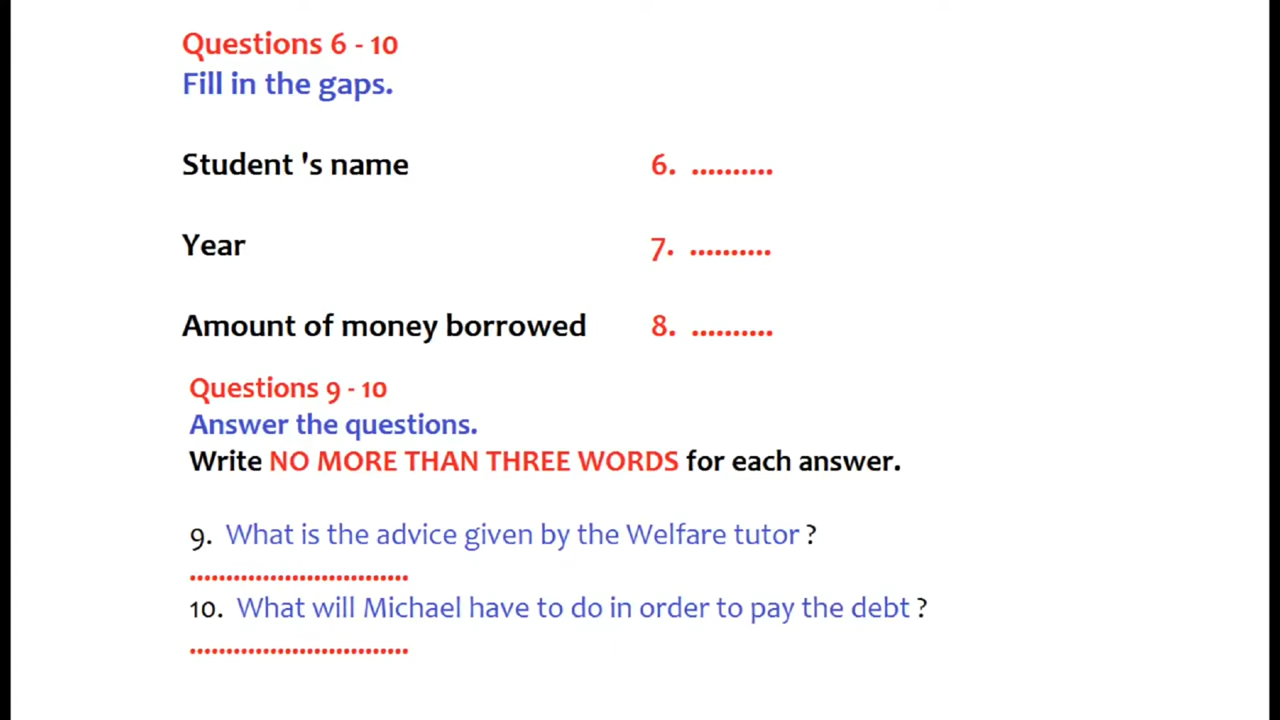 Questions 6 - 10
Fill in the gaps.
Student 's name 6. ..........
Year 7. ..........
Amount of money borrowed 8. ..........
Questions 9 - 10
Answer the questions.
Write NO MORE THAN THREE WORDS for each answer.
9. What is the advice given by the Welfare tutor ?
..............................
10. What will Michael have to do in order to pay the debt ?
..............................